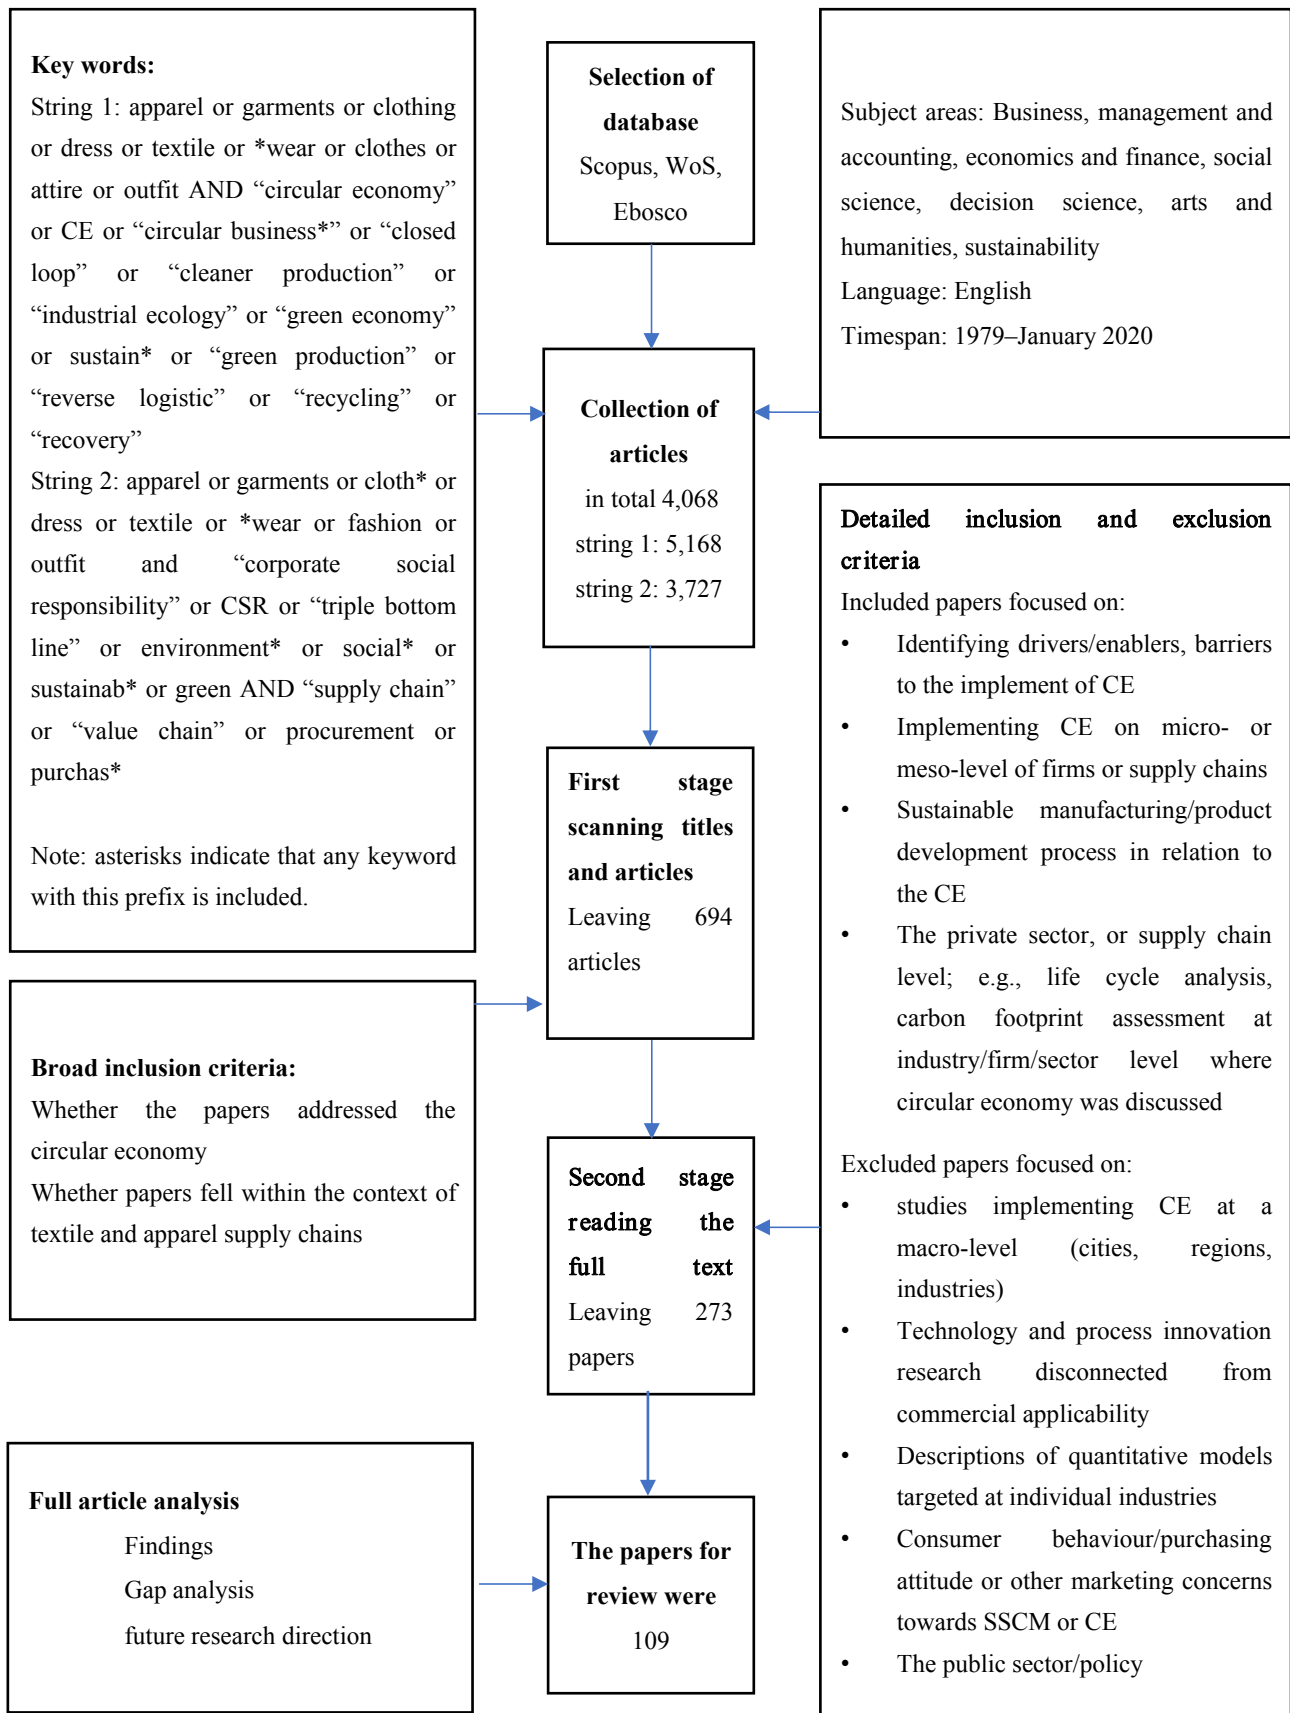 Key words:
String 1: apparel or garments or clothing
or dress or textile or *wear or clothes or
attire or outfit AND “circular economy”
or CE or “circular business*” or “closed
loop” or “cleaner production” or
“industrial ecology” or “green economy”
or sustain* or “green production” or
“reverse logistic” or “recycling” or
“recovery”
String 2: apparel or garments or cloth* or
dress or textile or *wear or fashion or
outfit and “corporate social
responsibility” or CSR or “triple bottom
line” or environment* or social* or
sustainab* or green AND “supply chain”
or “value chain” or procurement or
purchas*
Note: asterisks indicate that any keyword
with this prefix is included.
Broad inclusion criteria:
Whether the papers addressed the
circular economy
Whether papers fell within the context of
textile and apparel supply chains
Full article analysis
Findings
Gap analysis
future research direction
Selection of
database
Scopus, WoS,
Ebosco
Collection of
articles
in total 4,068
string 1: 5,168
string 2: 3,727
First stage
scanning titles
and articles
Leaving 694
articles
Second stage
reading the
full text
Leaving 273
papers
The papers for
review were
109
Subject areas: Business, management and
accounting, economics and finance, social
science, decision science, arts and
humanities, sustainability
Language: English
Timespan: 1979–January 2020
Detailed inclusion and exclusion
criteria
Included papers focused on:
• Identifying drivers/enablers, barriers
to the implement of CE
• Implementing CE on micro- or
meso-level of firms or supply chains
• Sustainable manufacturing/product
development process in relation to
the CE
• The private sector, or supply chain
level; e.g., life cycle analysis,
carbon footprint assessment at
industry/firm/sector level where
circular economy was discussed
Excluded papers focused on:
• studies implementing CE at a
macro-level (cities, regions,
industries)
• Technology and process innovation
research disconnected from
commercial applicability
• Descriptions of quantitative models
targeted at individual industries
• Consumer behaviour/purchasing
attitude or other marketing concerns
towards SSCM or CE
• The public sector/policy